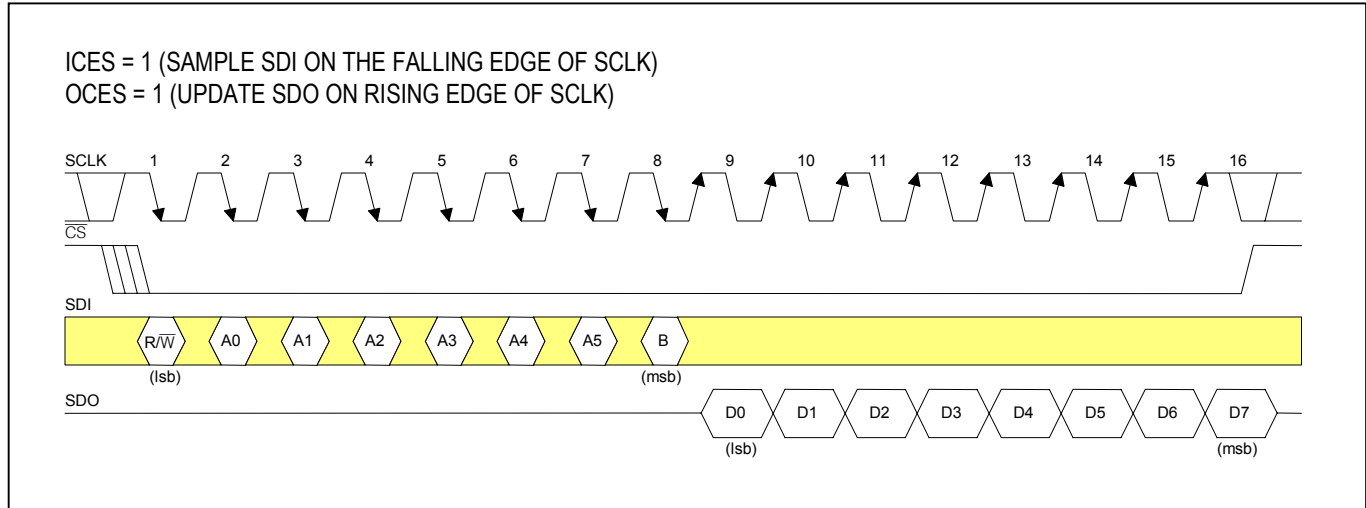 ICES = 1 (SAMPLE SDI ON THE FALLING EDGE OF SCLK)
OCES = 1 (UPDATE SDO ON RISING EDGE OF SCLK)
SCLK 1 2 3 4 5 6 7 8 9 10 11 12 13 14 15 16
C̅S̅
SDI
R/W̅ A0 A1 A2 A3 A4 A5 B
(lsb) (msb)
SDO
D0 D1 D2 D3 D4 D5 D6 D7
(lsb) (msb)